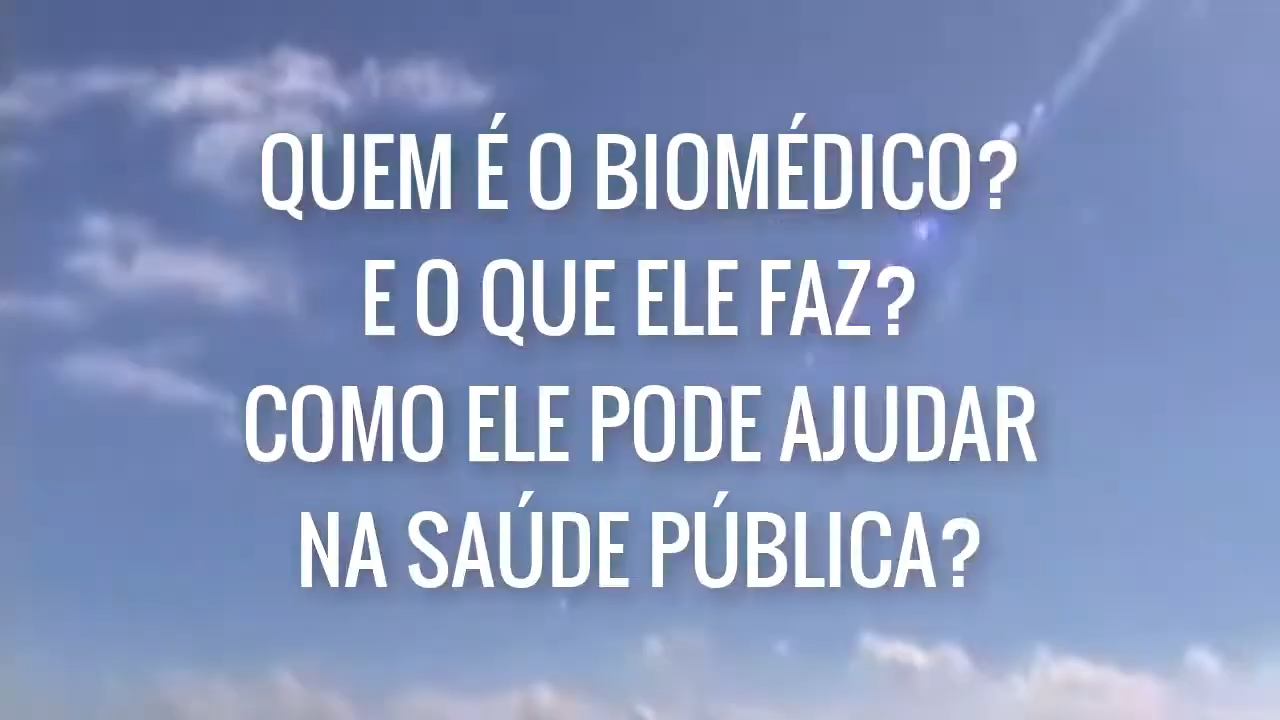 QUEM É O BIOMÉDICO?
E O QUE ELE FAZ?
COMO ELE PODE AJUDAR
NA SAÚDE PÚBLICA?